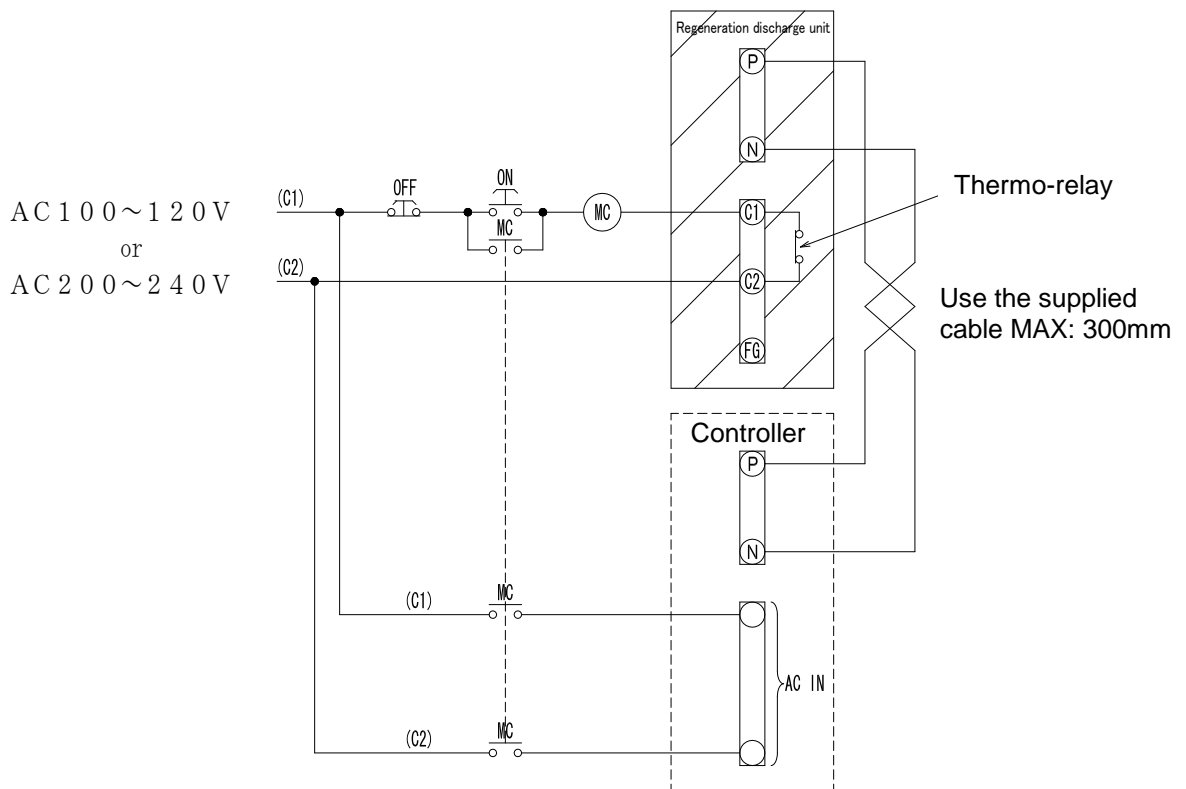 Regeneration discharge unit
P
N
Thermo-relay
(C1)
OFF
ON
MC
MC
C1
AC100~120V
or
AC200~240V
(C2)
C2
Use the supplied
cable MAX: 300mm
FG
Controller
P
N
(C1)
MC
AC IN
(C2)
MC